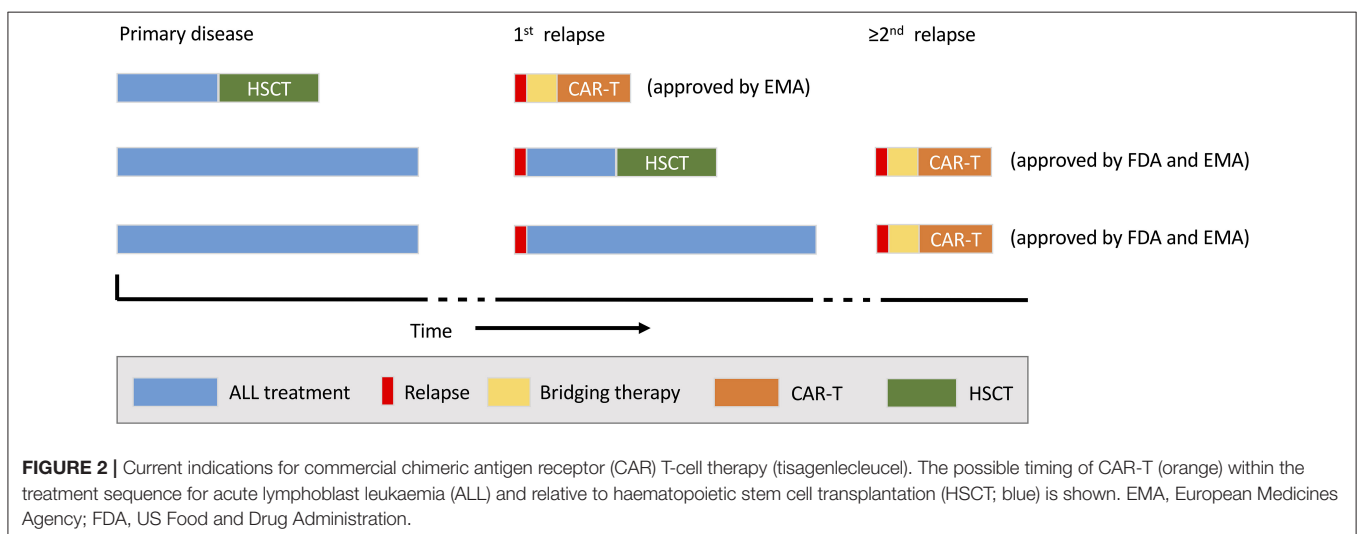 Primary disease 1st relapse ≥2nd relapse
HSCT CAR-T (approved by EMA)
HSCT CAR-T (approved by FDA and EMA)
CAR-T (approved by FDA and EMA)
Time
ALL treatment Relapse Bridging therapy CAR-T HSCT
FIGURE 2 | Current indications for commercial chimeric antigen receptor (CAR) T-cell therapy (tisagenlecleucel). The possible timing of CAR-T (orange) within the
treatment sequence for acute lymphoblast leukaemia (ALL) and relative to haematopoietic stem cell transplantation (HSCT; blue) is shown. EMA, European Medicines
Agency; FDA, US Food and Drug Administration.